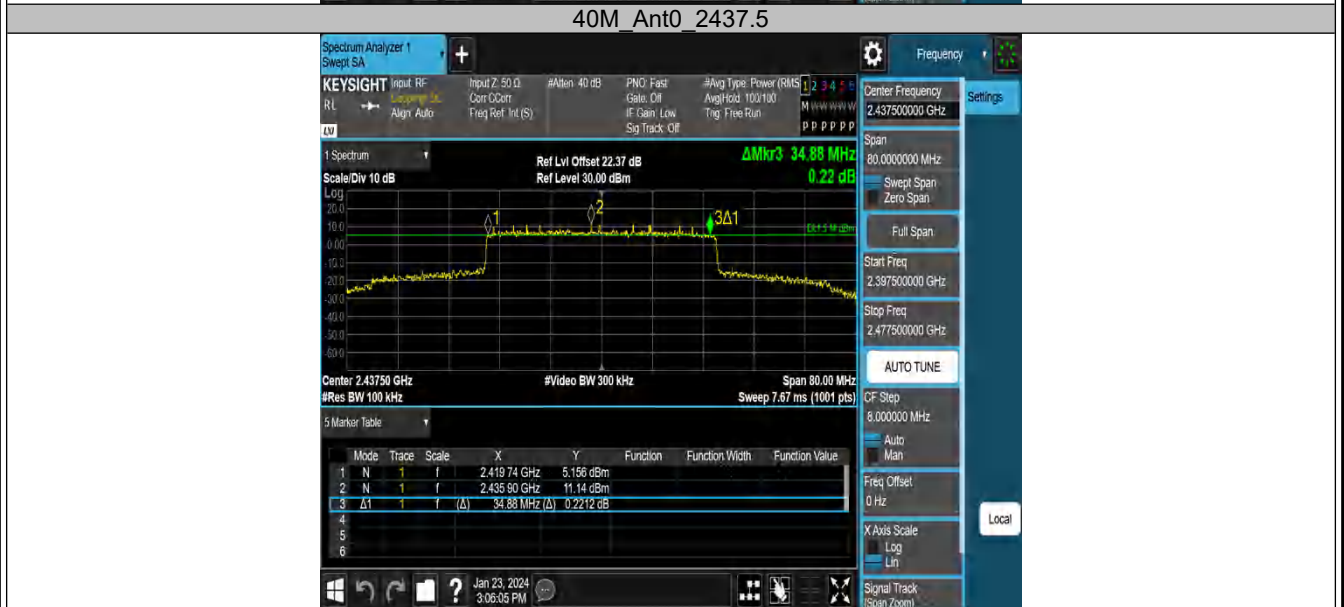 40M_Ant0_2437.5
Spectrum Analyzer 1
Swept SA
+
Frequency
KEYSIGHT Input: RF
RL
Align: Auto
LXI
Input Z: 50 Ω
Corr CCorr
Freq Ref: Int (S)
#Atten: 40 dB
PNO: Fast
Gate: Off
IF Gain: Low
Sig Track: Off
#Avg Type: Power (RMS
Avg|Hold: 100/100
Trig: Free Run
1 2 3 4 5 6
M W W W W W
P P P P P P
Center Frequency
2.437500000 GHz
Settings
Span
80.0000000 MHz
Swept Span
Zero Span
Full Span
Start Freq
2.397500000 GHz
Stop Freq
2.477500000 GHz
AUTO TUNE
CF Step
8.000000 MHz
Auto
Man
Freq Offset
0 Hz
X Axis Scale
Log
Lin
Local
Signal Track
(Span Zoom)
1 Spectrum
Scale/Div 10 dB
Ref Lvl Offset 22.37 dB
Ref Level 30.00 dBm
ΔMkr3 34.88 MHz
0.22 dB
Log
20.0
10.0
0.00
-10.0
-20.0
-30.0
-40.0
-50.0
-60.0
1
2
3Δ1
Center 2.43750 GHz
#Res BW 100 kHz
#Video BW 300 kHz
Span 80.00 MHz
Sweep 7.67 ms (1001 pts)
5 Marker Table
Mode Trace Scale X Y Function Function Width Function Value
1 N 1 f 2.419 74 GHz 5.156 dBm
2 N 1 f 2.435 90 GHz 11.14 dBm
3 Δ1 1 f (Δ) 34.88 MHz (Δ) 0.2212 dB
4
5
6
?
Jan 23, 2024
3:06:05 PM